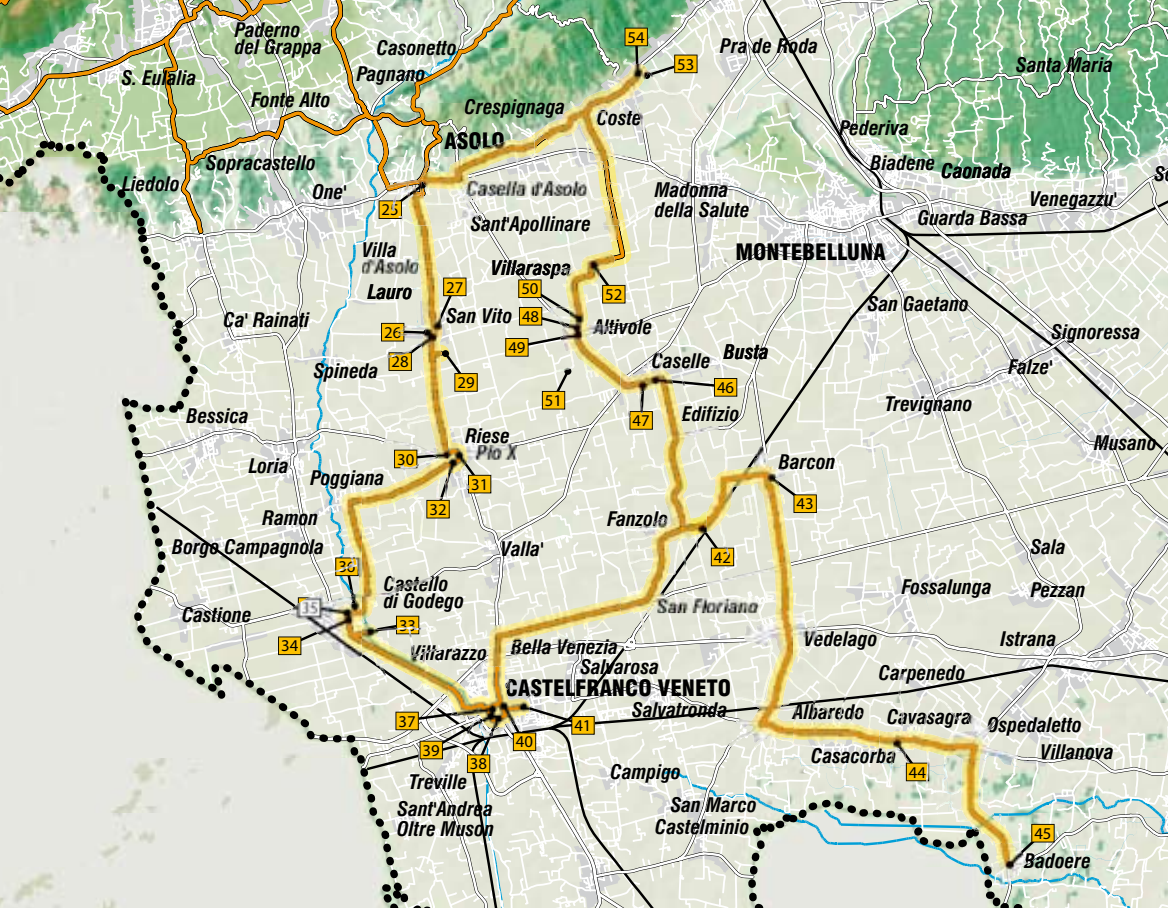 54
Paderno
del Grappa
Casonetto
Pra de Roda
53
S. Eulalia
Pagnano
Santa Maria
Fonte Alto
Crespignaga
Coste
ASOLO
Pederiva
Sopracastello
Biadene
Caonada
Liedolo
One'
Casella d'Asolo
Madonna
della Salute
Venegazzu'
25
Sant'Apollinare
Guarda Bassa
Villa
d'Asolo
MONTEBELLUNA
Villaraspa
27
50
52
Lauro
San Gaetano
Ca' Rainati
San Vito
48
Altivole
Signoressa
26
49
28
Caselle
Busta
Falze'
Spineda
29
46
51
Edifizio
Trevignano
47
Bessica
Riese
Pio X
Musano
30
Loria
Barcon
Poggiana
31
43
32
Ramon
Fanzolo
Borgo Campagnola
Valla'
42
Sala
36
Castello
di Godego
Fossalunga
Pezzan
35
Castione
San Floriano
33
34
Villarazzo
Bella Venezia
Vedelago
Istrana
Salvarosa
Carpenedo
CASTELFRANCO VENETO
Salvatronda
Albaredo
Cavasagra
Ospedaletto
37
41
40
39
38
Casacorba
Villanova
Treville
Campigo
44
Sant'Andrea
Oltre Muson
San Marco
Castelminio
45
Badoere